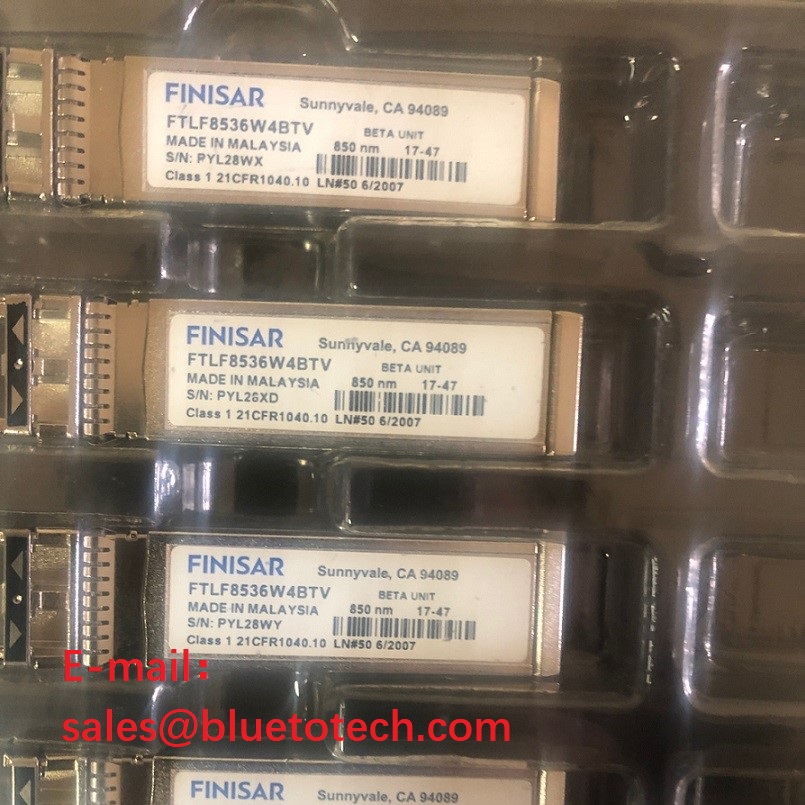 FINISAR Sunnyvale, CA 94089
FTLF8536W4BTV BETA UNIT
MADE IN MALAYSIA 850 nm 17-47
S/N: PYL28WX
Class 1 21CFR1040.10 LN#50 6/2007
FINISAR Sunnyvale, CA 94089
FTLF8536W4BTV BETA UNIT
MADE IN MALAYSIA 850 nm 17-47
S/N: PYL28XD
Class 1 21CFR1040.10 LN#50 6/2007
FINISAR Sunnyvale, CA 94089
FTLF8536W4BTV BETA UNIT
MADE IN MALAYSIA 850 nm 17-47
S/N: PYL28WY
Class 1 21CFR1040.10 LN#50 6/2007
E-mail:
sales@bluetotech.com
FINISAR Sunnyvale, CA 94089